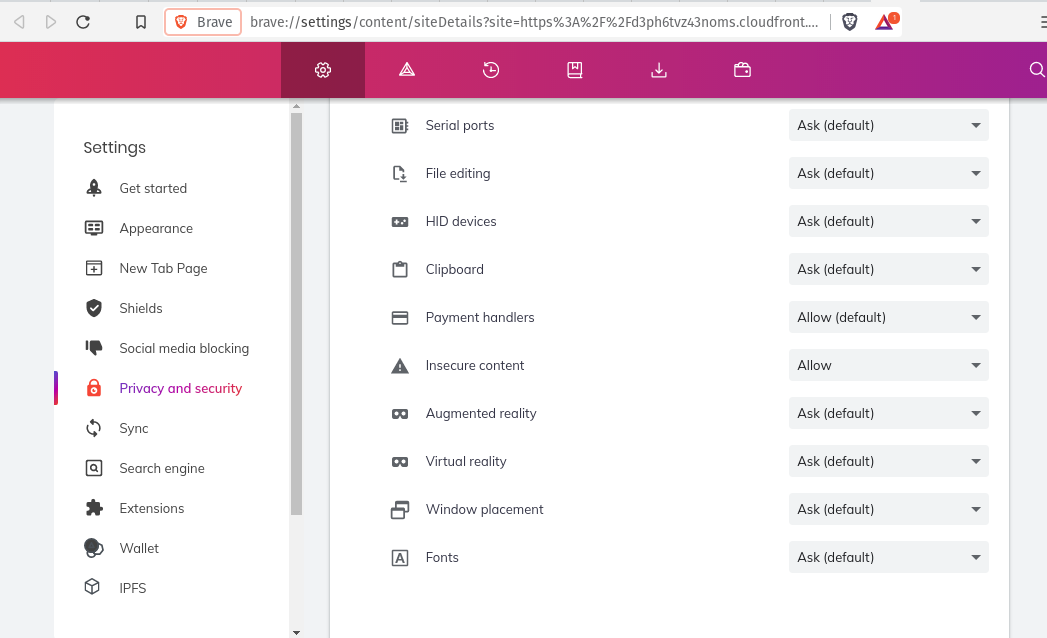 Brave brave://settings/content/siteDetails?site=https%3A%2F%2Fd3ph6tvz43noms.cloudfront.... 1
Settings
Get started
Appearance
New Tab Page
Shields
Social media blocking
Privacy and security
Sync
Search engine
Extensions
Wallet
IPFS
Serial ports Ask (default)
File editing Ask (default)
HID devices Ask (default)
Clipboard Ask (default)
Payment handlers Allow (default)
Insecure content Allow
Augmented reality Ask (default)
Virtual reality Ask (default)
Window placement Ask (default)
A Fonts Ask (default)